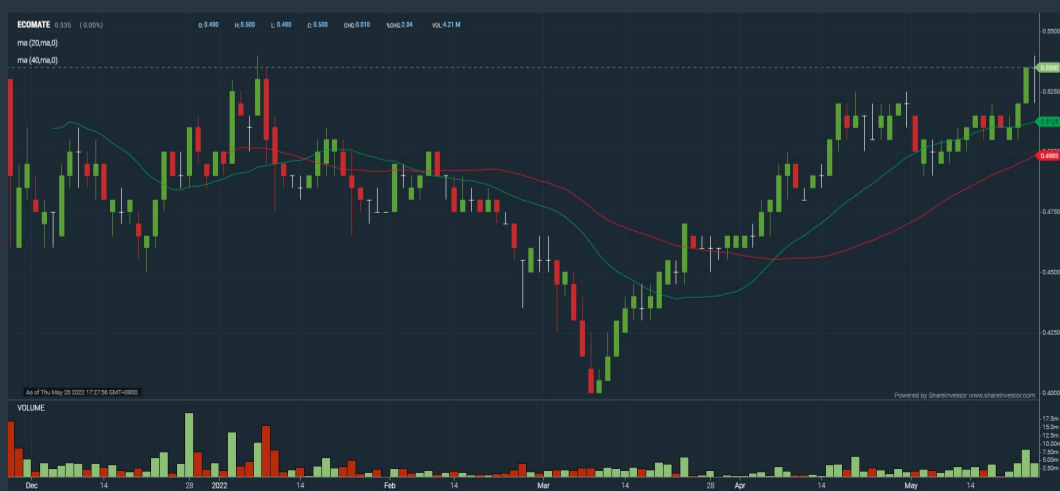 ECOMATE 0.535 ( 0.00%) O: 0.490 H: 0.500 L: 0.490 C: 0.500 CHG: 0.010 %CHG: 2.04 VOL: 4.21 M
ma (20,ma,0)
ma (40,ma,0)
0.5500
0.5350
0.5250
0.5125
0.4985
0.4750
0.4500
0.4250
0.4000
As of Thu May 26 2022 17:27:56 GMT+0800.
Powered by ShareInvestor www.shareinvestor.com
VOLUME
17.5m
15.0m
12.5m
10.00m
7.50m
5.00m
2.50m
Dec 14 28 2022 14 Feb 14 Mar 14 28 Apr 14 May 14